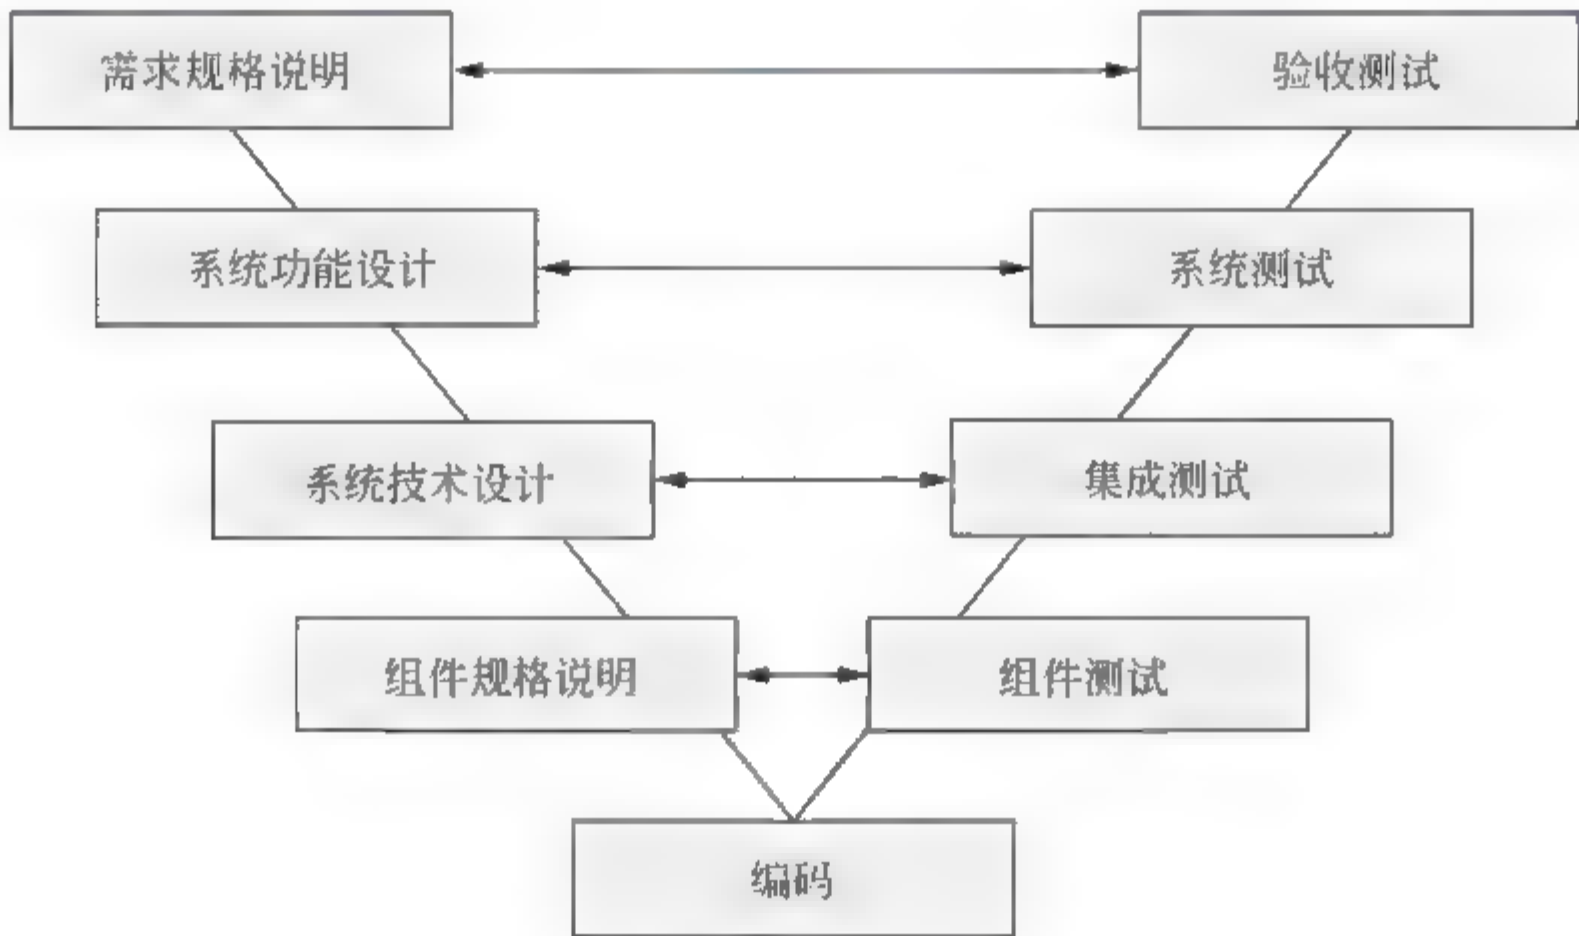 需求规格说明
验收测试
系统功能设计
系统测试
系统技术设计
集成测试
组件规格说明
组件测试
编码